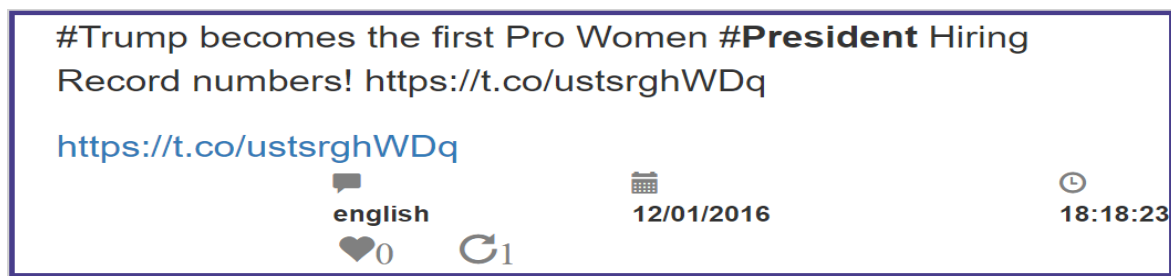 #Trump becomes the first Pro Women #President Hiring
Record numbers! https://t.co/ustsrghWDq
https://t.co/ustsrghWDq
english 12/01/2016 18:18:23
0 1